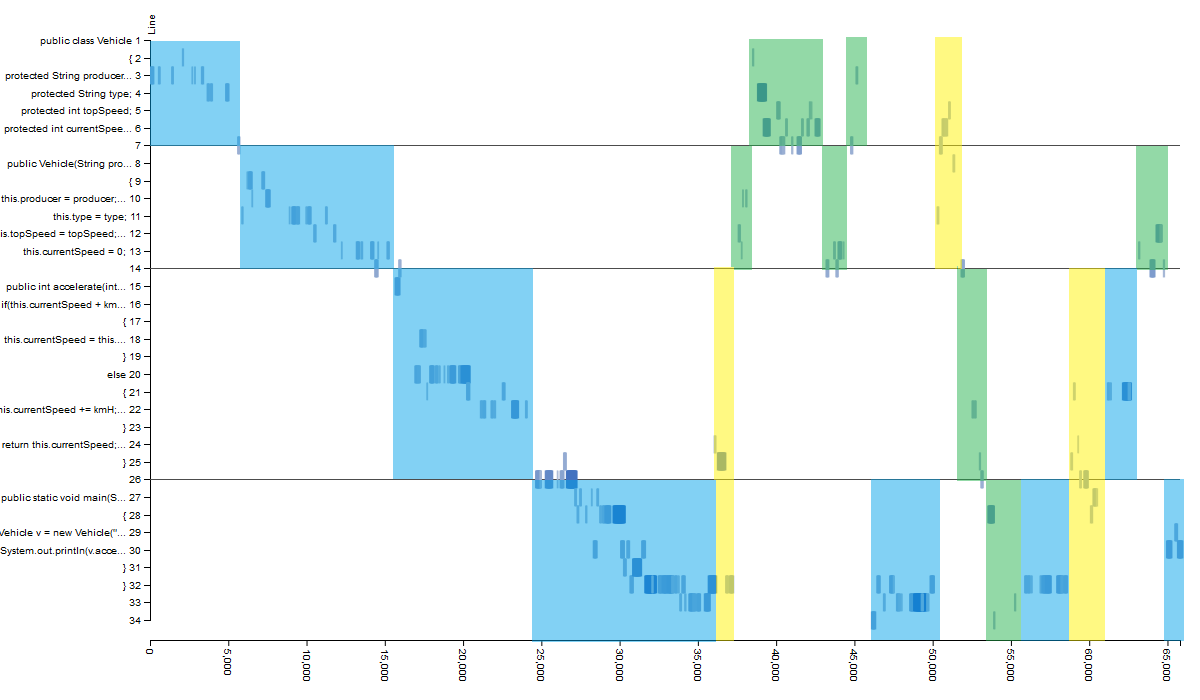 Line
public class Vehicle 1
{ 2
protected String producer... 3
protected String type; 4
protected int topSpeed; 5
protected int currentSpee... 6
7
public Vehicle(String pro... 8
{ 9
this.producer = producer;... 10
this.type = type; 11
is.topSpeed = topSpeed;... 12
this.currentSpeed = 0; 13
14
public int accelerate(int... 15
if(this.currentSpeed + km... 16
{ 17
this.currentSpeed = this.... 18
} 19
else 20
{ 21
his.currentSpeed += kmH;... 22
} 23
return this.currentSpeed;... 24
} 25
26
public static void main(S... 27
{ 28
Vehicle v = new Vehicle("... 29
System.out.println(v.acce... 30
} 31
} 32
33
34
0
5,000
10,000
15,000
20,000
25,000
30,000
35,000
40,000
45,000
50,000
55,000
60,000
65,000